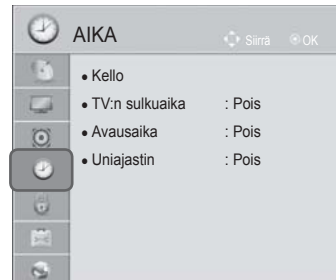 AIKA
Siirrä OK
• Kello
• TV:n sulkuaika : Pois
• Avausaika : Pois
• Uniajastin : Pois